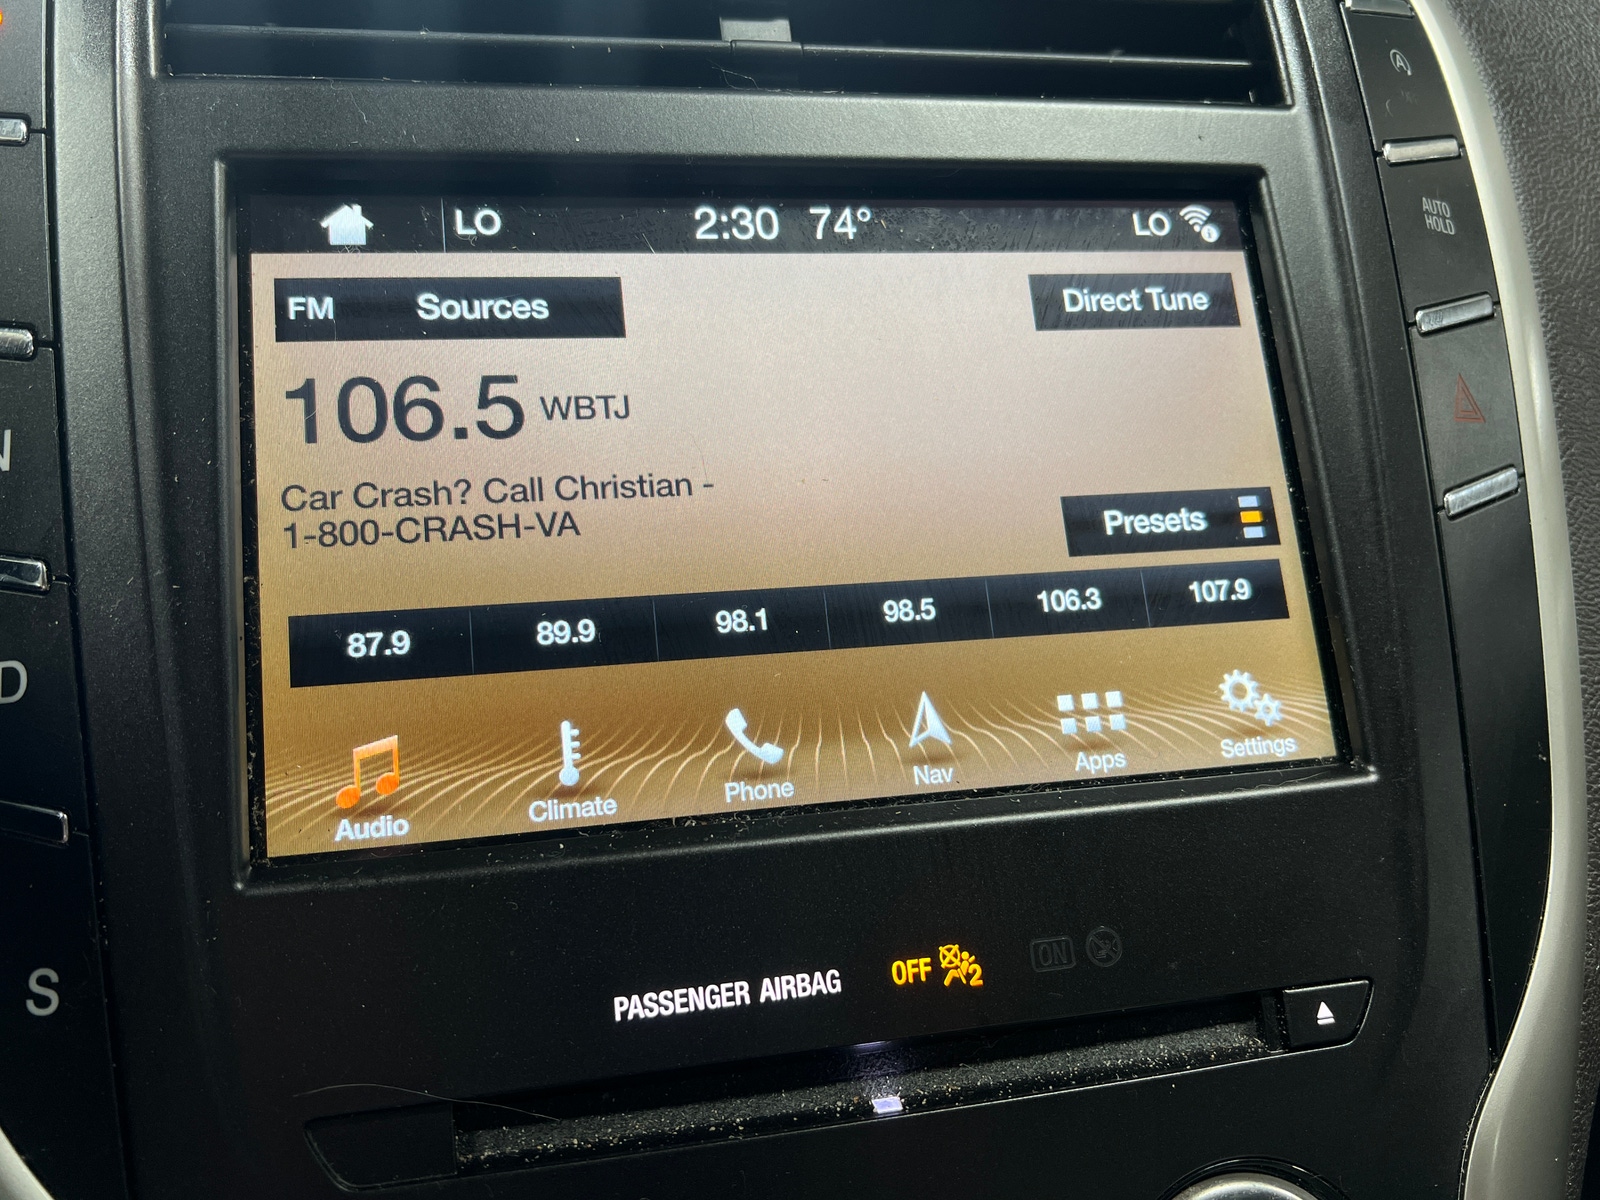 LO 2:30 74° LO
FM Sources
Direct Tune
106.5 WBTJ
Car Crash? Call Christian -
1-800-CRASH-VA
Presets
87.9 89.9 98.1 98.5 106.3 107.9
Audio Climate Phone Nav Apps Settings
PASSENGER AIRBAG OFF 2 ON
AUTO
HOLD
A
N
D
S